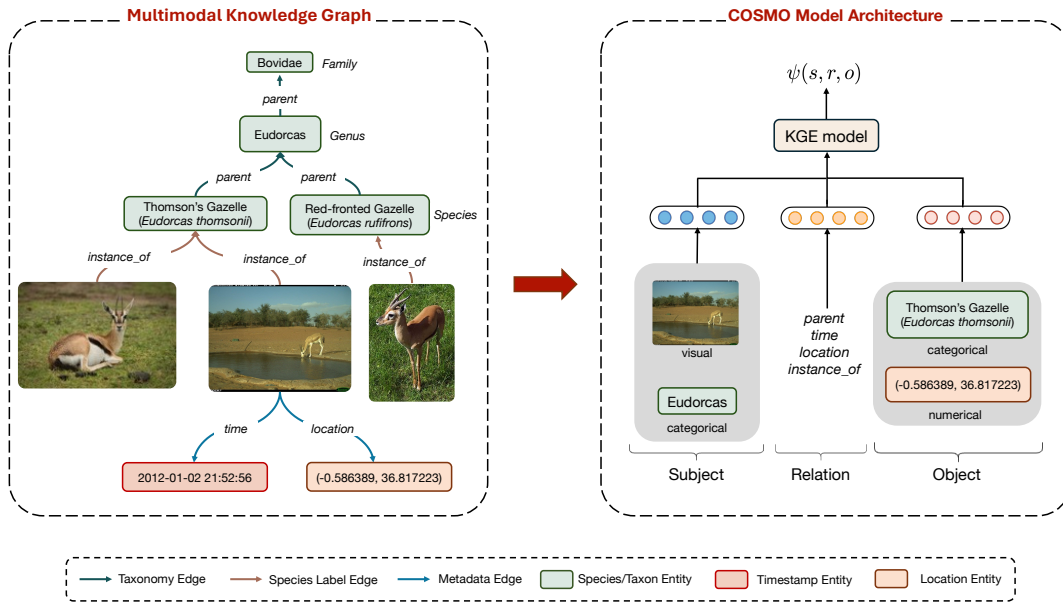 Multimodal Knowledge Graph
Bovidae
Family
parent
Eudorcas
Genus
parent
parent
Thomson's Gazelle
(Eudorcas thomsonii)
Red-fronted Gazelle
(Eudorcas rufifrons)
Species
instance_of
instance_of
instance_of
time
location
2012-01-02 21:52:56
(-0.586389, 36.817223)
COSMO Model Architecture
ψ(s, r, o)
KGE model
visual
Eudorcas
categorical
parent
time
location
instance_of
Thomson's Gazelle
(Eudorcas thomsonii)
categorical
(-0.586389, 36.817223)
numerical
Subject
Relation
Object
Taxonomy Edge
Species Label Edge
Metadata Edge
Species/Taxon Entity
Timestamp Entity
Location Entity